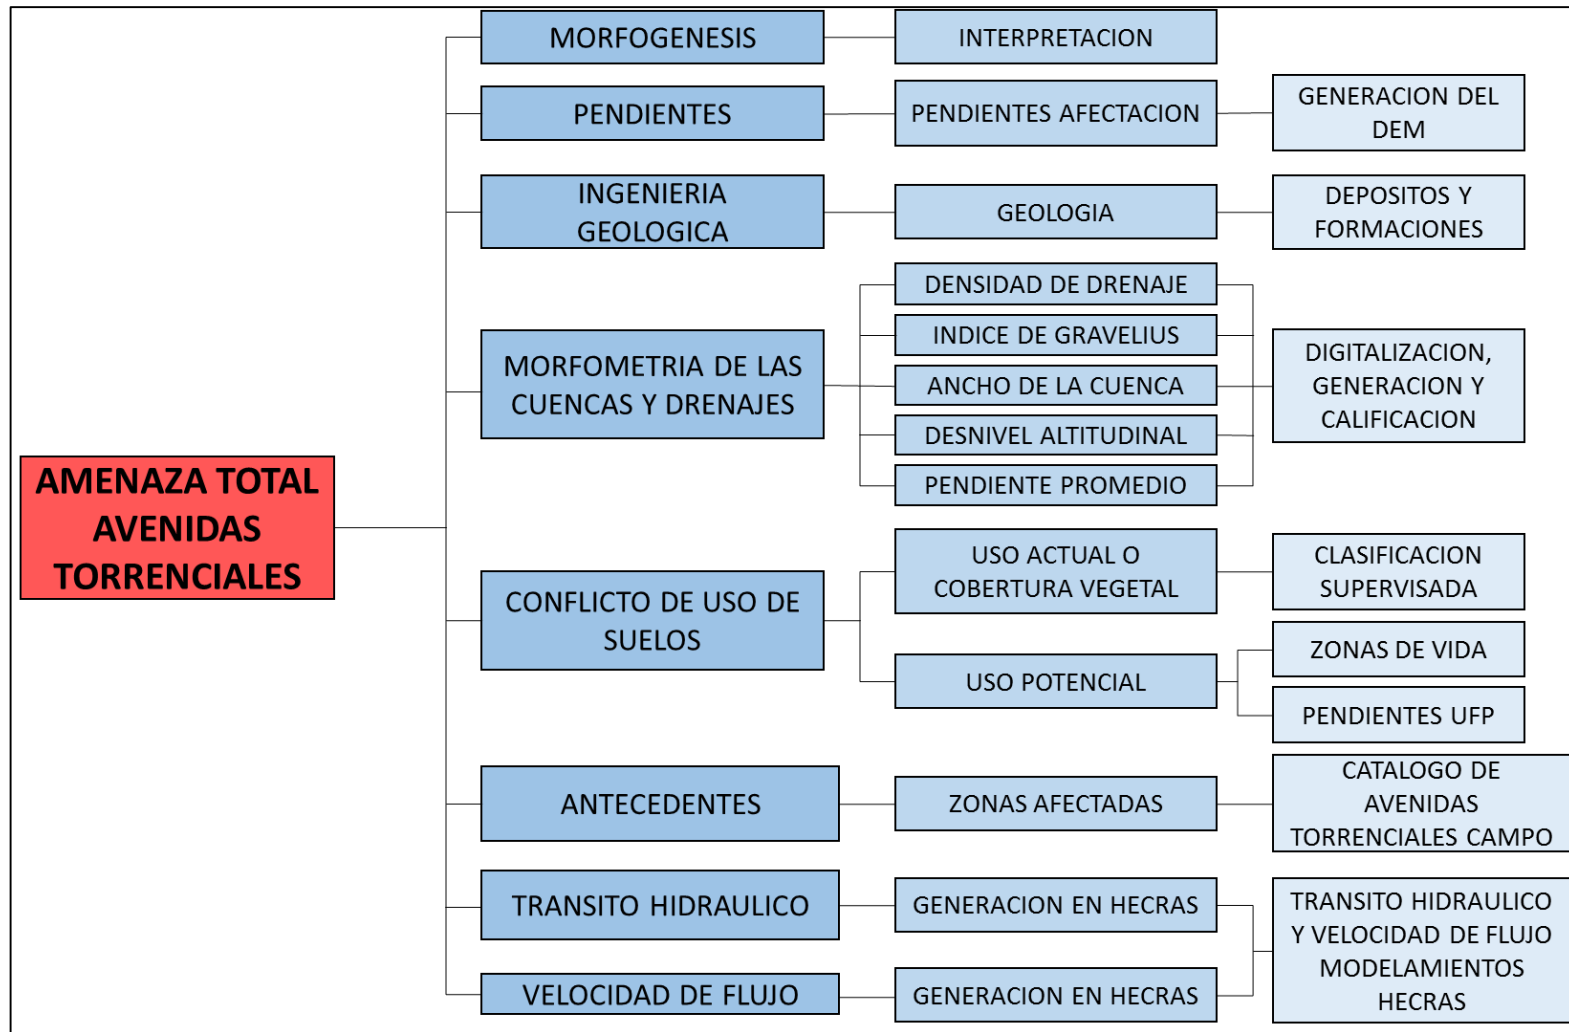 MORFOGENESIS
INTERPRETACION
PENDIENTES
PENDIENTES AFECTACION
GENERACION DEL
DEM
INGENIERIA
GEOLOGICA
GEOLOGIA
DEPOSITOS Y
FORMACIONES
MORFOMETRIA DE LAS
CUENCAS Y DRENAJES
DENSIDAD DE DRENAJE
INDICE DE GRAVELIUS
ANCHO DE LA CUENCA
DESNIVEL ALTITUDINAL
PENDIENTE PROMEDIO
DIGITALIZACION,
GENERACION Y
CALIFICACION
AMENAZA TOTAL
AVENIDAS
TORRENCIALES
CONFLICTO DE USO DE
SUELOS
USO ACTUAL O
COBERTURA VEGETAL
CLASIFICACION
SUPERVISADA
USO POTENCIAL
ZONAS DE VIDA
PENDIENTES UFP
ANTECEDENTES
ZONAS AFECTADAS
CATALOGO DE
AVENIDAS
TORRENCIALES CAMPO
TRANSITO HIDRAULICO
GENERACION EN HECRAS
VELOCIDAD DE FLUJO
GENERACION EN HECRAS
TRANSITO HIDRAULICO
Y VELOCIDAD DE FLUJO
MODELAMIENTOS
HECRAS